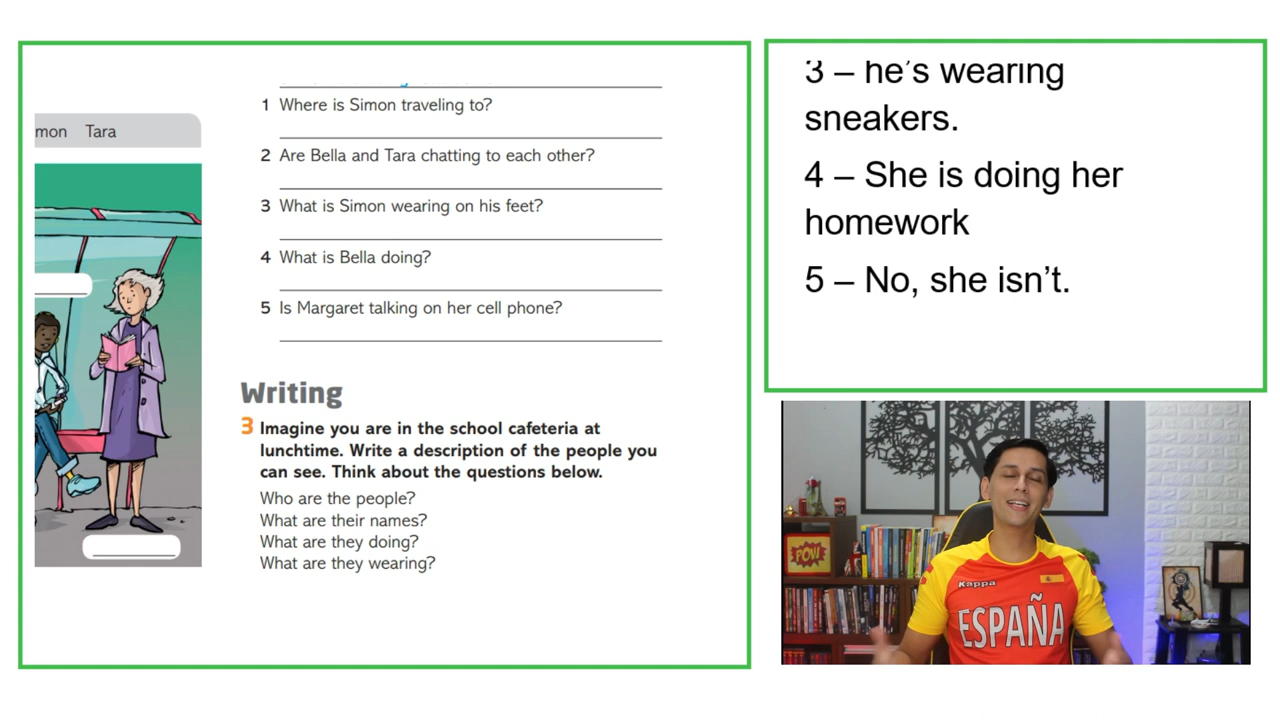 mon Tara
1 Where is Simon traveling to?
2 Are Bella and Tara chatting to each other?
3 What is Simon wearing on his feet?
4 What is Bella doing?
5 Is Margaret talking on her cell phone?
Writing
3 Imagine you are in the school cafeteria at
lunchtime. Write a description of the people you
can see. Think about the questions below.
Who are the people?
What are their names?
What are they doing?
What are they wearing?
3 – he's wearing
sneakers.
4 – She is doing her
homework
5 – No, she isn't.
POW
Kappa
ESPAÑA